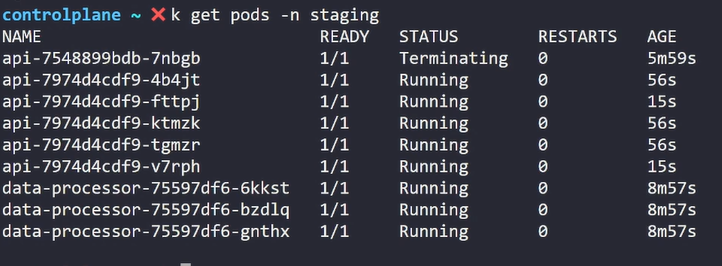 controlplane ~ ✖ k get pods -n staging
NAME READY STATUS RESTARTS AGE
api-7548899bdb-7nbgb 1/1 Terminating 0 5m59s
api-7974d4cdf9-4b4jt 1/1 Running 0 56s
api-7974d4cdf9-fttpj 1/1 Running 0 15s
api-7974d4cdf9-ktmzk 1/1 Running 0 56s
api-7974d4cdf9-tgmzr 1/1 Running 0 56s
api-7974d4cdf9-v7rph 1/1 Running 0 15s
data-processor-75597df6-6kkst 1/1 Running 0 8m57s
data-processor-75597df6-bzdlq 1/1 Running 0 8m57s
data-processor-75597df6-gnthx 1/1 Running 0 8m57s